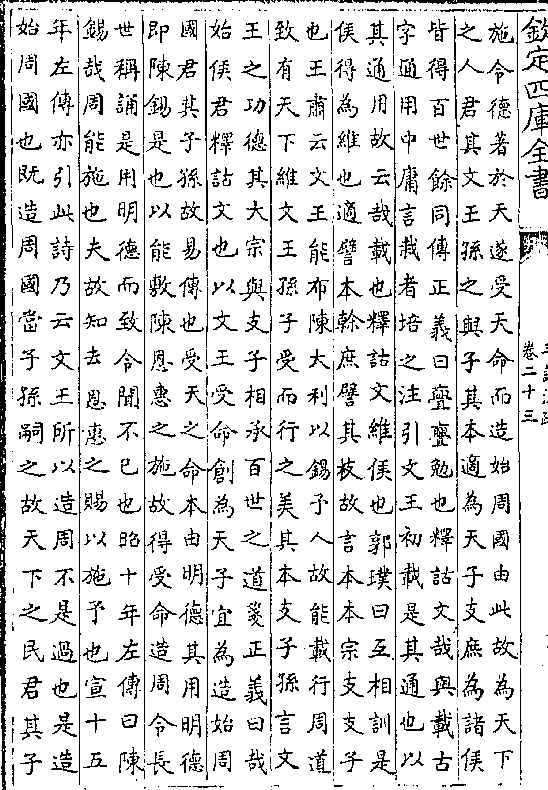 欽定四庫全書
卷二十三
施令德著於天遂受天命而造始周國由此故為天下
之人君其文王孫之與子其本適為天子支庶為諸侯
皆得百世餘同傳正義曰亹亹勉也釋詁文哉與載古
字通用中庸言栽者培之注引文王初載是其通也以
其通用故云哉載也釋詁文維侯也郭璞曰互相訓是
侯得為維也適譬本幹庶譬其枝故言本本宗支支子
也王肅云文王能布陳大利以錫予人故能載行周道
致有天下維文王孫子受而行之美其本支子孫言文
王之功德其大宗與支子相承百世之道箋正義曰哉
始侯君釋詁文也以文王受命創為天子宜為造始周
國君其子孫故易傳也受天之命本由明德其用明德
即陳錫是也以能敷陳恩惠之施故得受命造周令長
世稱誦是用明德而致令聞不已也昭十年左傳曰陳
錫哉周能施也夫故知去恩惠之賜以施予也宣十五
年左傳亦引此詩乃云文王所以造周不是過也是造
始周國也既造周國當子孫嗣之故天下之民君其子